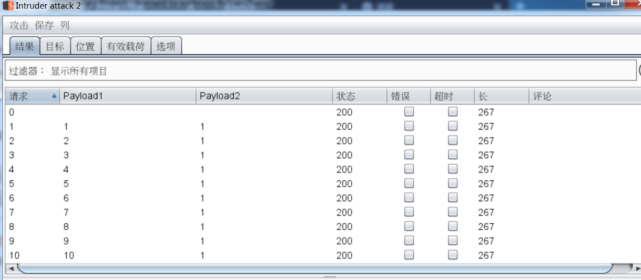 Intruder attack 2
攻击 保存 列
结果 目标 位置 有效载荷 选项
过滤器： 显示所有项目
请求 Payload1 Payload2 状态 错误 超时 长 评论
0 200 267
1 1 1 200 267
2 2 1 200 267
3 3 1 200 267
4 4 1 200 267
5 5 1 200 267
6 6 1 200 267
7 7 1 200 267
8 8 1 200 267
9 9 1 200 267
10 10 1 200 267